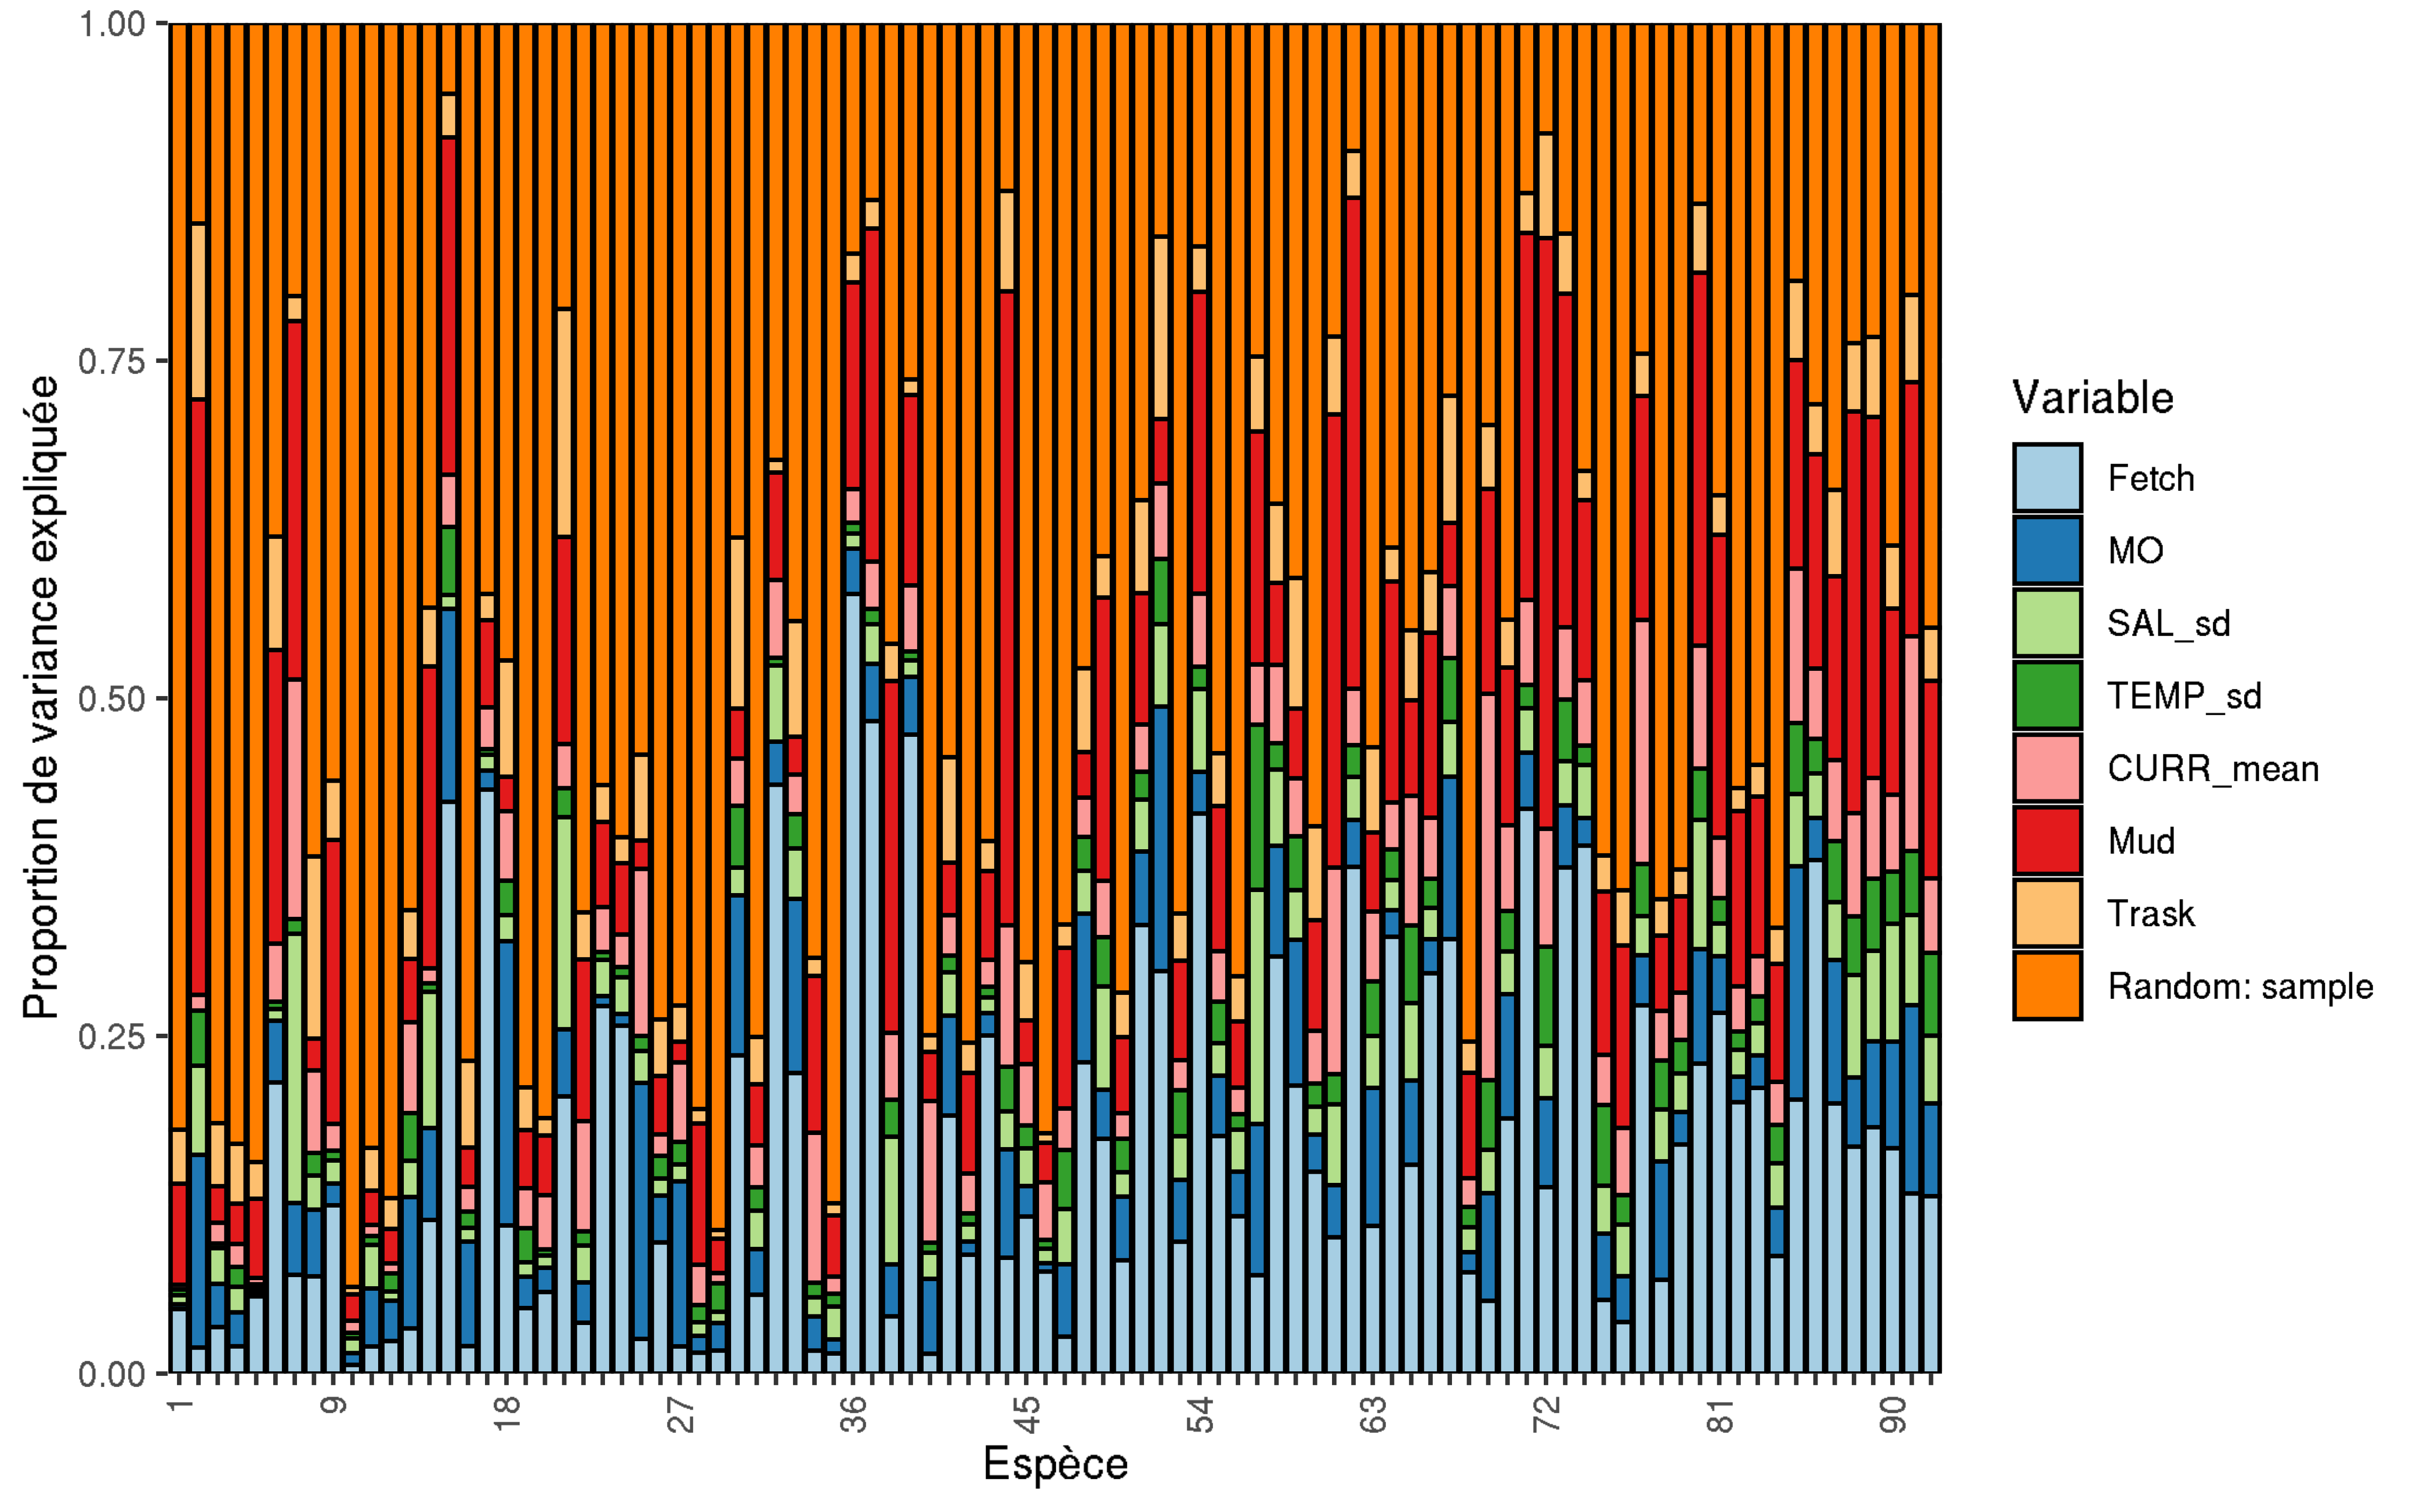 1.00
0.75
0.50
0.25
0.00
Proportion de variance expliquée
1
9
18
27
36
45
54
63
72
81
90
Espèce
Variable
Fetch
MO
SAL_sd
TEMP_sd
CURR_mean
Mud
Trask
Random: sample